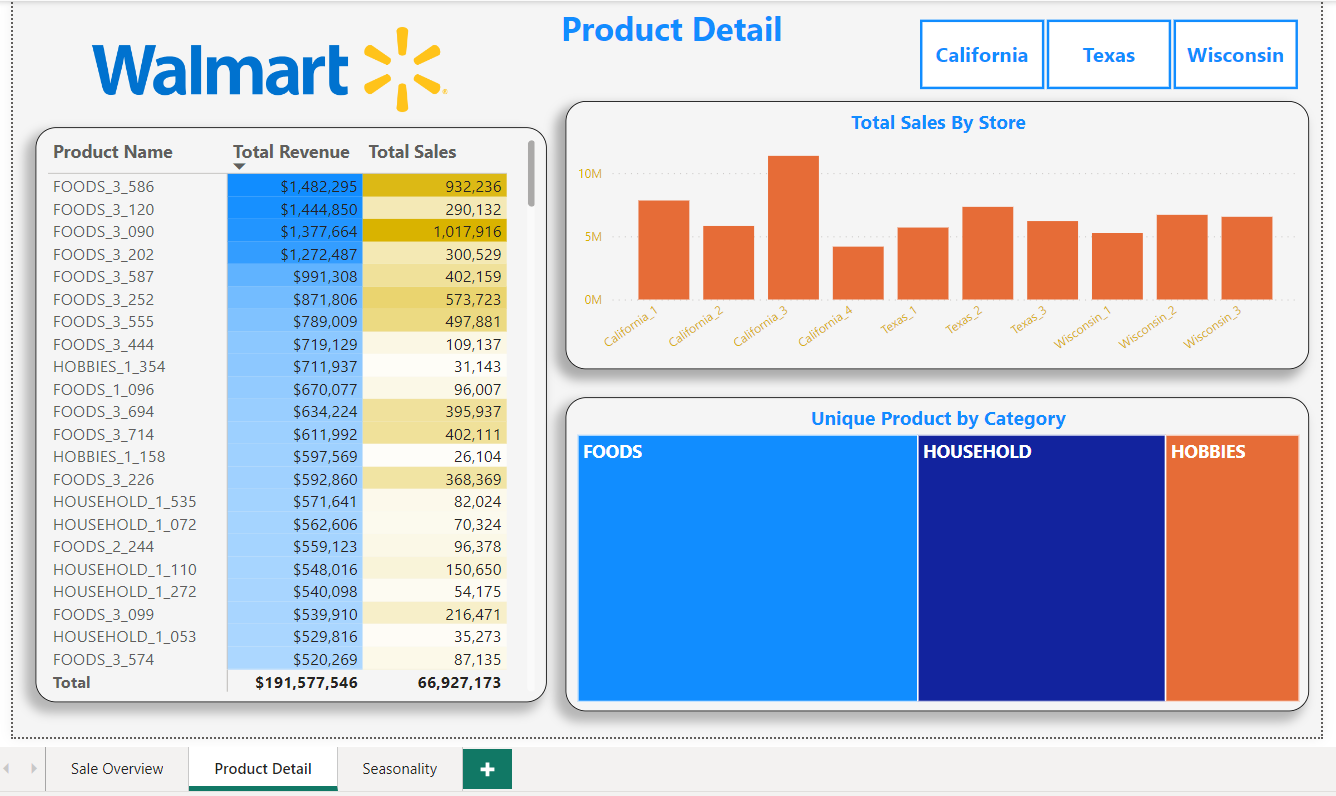 Walmart
Product Detail
California Texas Wisconsin
Product Name Total Revenue Total Sales
FOODS_3_586 $1,482,295 932,236
FOODS_3_120 $1,444,850 290,132
FOODS_3_090 $1,377,664 1,017,916
FOODS_3_202 $1,272,487 300,529
FOODS_3_587 $991,308 402,159
FOODS_3_252 $871,806 573,723
FOODS_3_555 $789,009 497,881
FOODS_3_444 $719,129 109,137
HOBBIES_1_354 $711,937 31,143
FOODS_1_096 $670,077 96,007
FOODS_3_694 $634,224 395,937
FOODS_3_714 $611,992 402,111
HOBBIES_1_158 $597,569 26,104
FOODS_3_226 $592,860 368,369
HOUSEHOLD_1_535 $571,641 82,024
HOUSEHOLD_1_072 $562,606 70,324
FOODS_2_244 $559,123 96,378
HOUSEHOLD_1_110 $548,016 150,650
HOUSEHOLD_1_272 $540,098 54,175
FOODS_3_099 $539,910 216,471
HOUSEHOLD_1_053 $529,816 35,273
FOODS_3_574 $520,269 87,135
Total $191,577,546 66,927,173
Total Sales By Store
10M
5M
0M
California_1 California_2 California_3 California_4 Texas_1 Texas_2 Texas_3 Wisconsin_1 Wisconsin_2 Wisconsin_3
Unique Product by Category
FOODS HOUSEHOLD HOBBIES
Sale Overview Product Detail Seasonality +